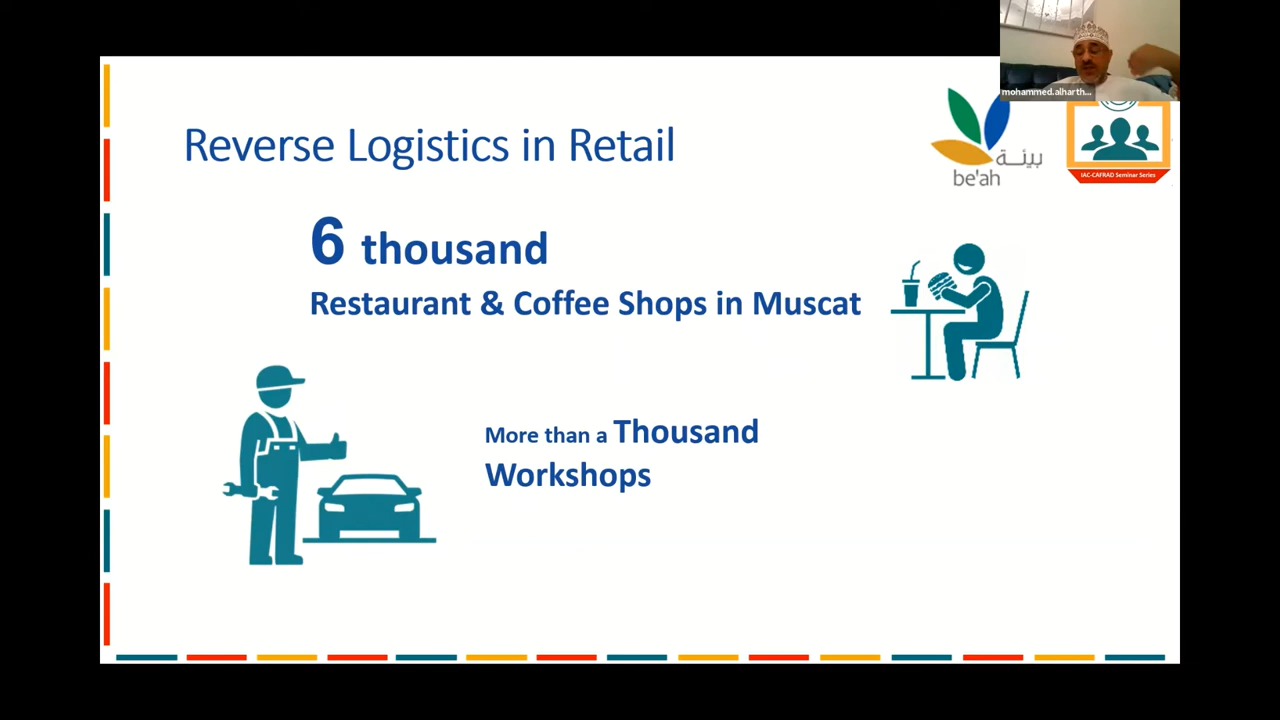 mohammed.alharth...
Reverse Logistics in Retail
بيئة
be'ah
IAC-CAFRAD Seminar Series
6 thousand
Restaurant & Coffee Shops in Muscat
More than a Thousand
Workshops